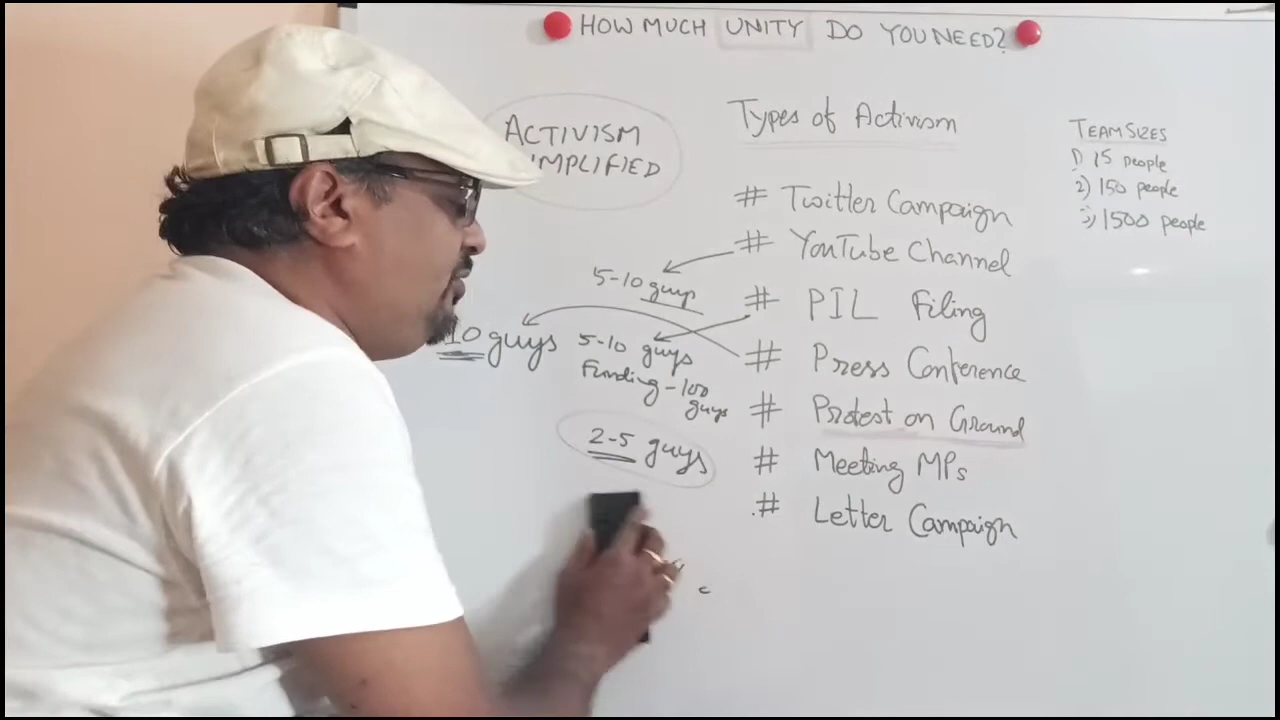 HOW MUCH UNITY DO YOU NEED?
ACTIVISM
IMPLIFIED
Types of Activism
# Twitter Campaign
# YouTube Channel
# PIL Filing
# Press Conference
# Protest on Ground
# Meeting MPs
# Letter Campaign
5-10 guys
10 guys
5-10 guys
Funding - 100
guys
2-5 guys
TEAM SIZES
1) 15 people
2) 150 people
3) 1500 people